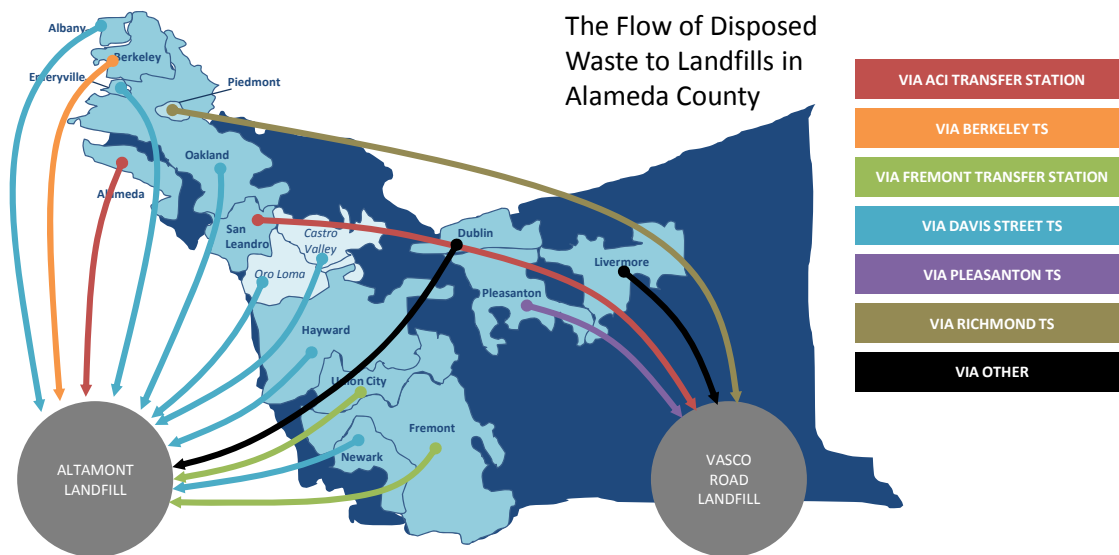 The Flow of Disposed
Waste to Landfills in
Alameda County
Albany
Berkeley
Emeryville
Piedmont
Oakland
Alameda
San
Leandro
Castro
Valley
Oro Loma
Dublin
Livermore
Pleasanton
Hayward
Union City
Fremont
Newark
ALTAMONT
LANDFILL
VASCO
ROAD
LANDFILL
VIA ACI TRANSFER STATION
VIA BERKELEY TS
VIA FREMONT TRANSFER STATION
VIA DAVIS STREET TS
VIA PLEASANTON TS
VIA RICHMOND TS
VIA OTHER